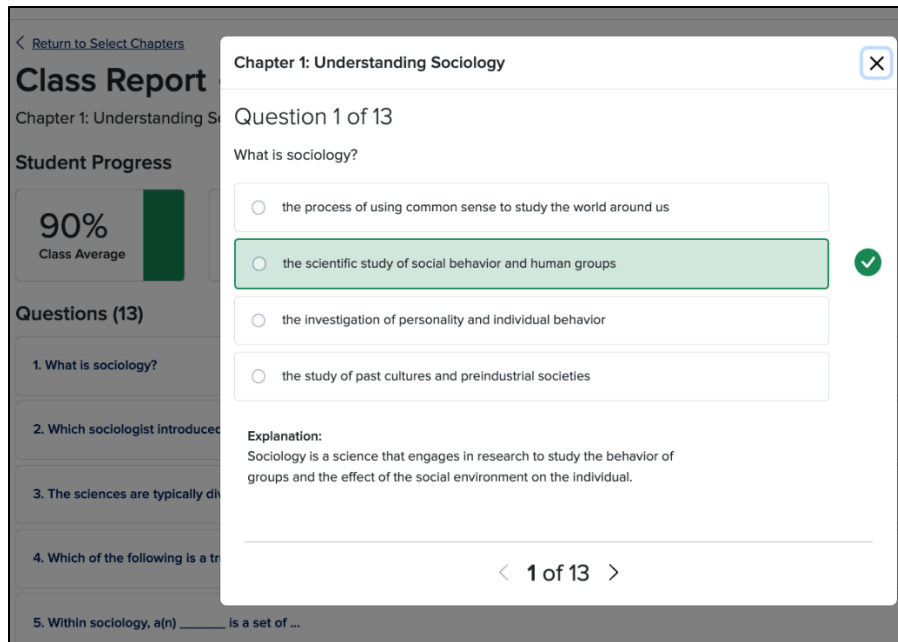 Return to Select Chapters
Class Report
Chapter 1: Understanding
Student Progress
90%
Class Average
Questions (13)
1. What is sociology?
2. Which sociologist introduced
3. The sciences are typically
4. Which of the following is a
5. Within sociology, a(n) ______ is a set of ...
Chapter 1: Understanding Sociology
Question 1 of 13
What is sociology?
the process of using common sense to study the world around us
the scientific study of social behavior and human groups
the investigation of personality and individual behavior
the study of past cultures and preindustrial societies
Explanation:
Sociology is a science that engages in research to study the behavior of
groups and the effect of the social environment on the individual.
1 of 13